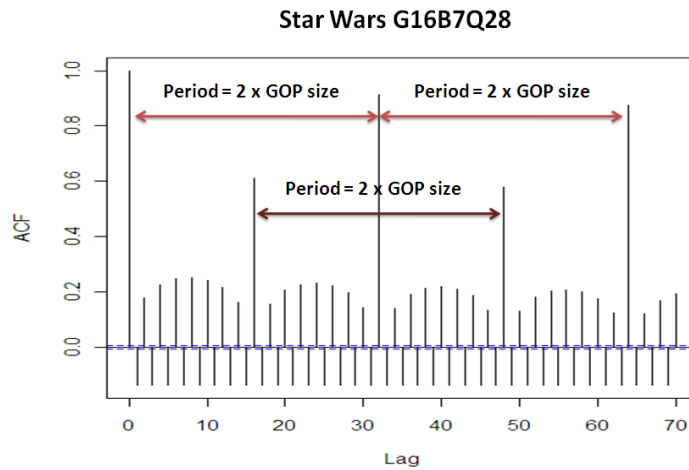 Star Wars G16B7Q28
Period = 2 x GOP size Period = 2 x GOP size
Period = 2 x GOP size
ACF
1.0
0.8
0.6
0.4
0.2
0.0
0 10 20 30 40 50 60 70
Lag